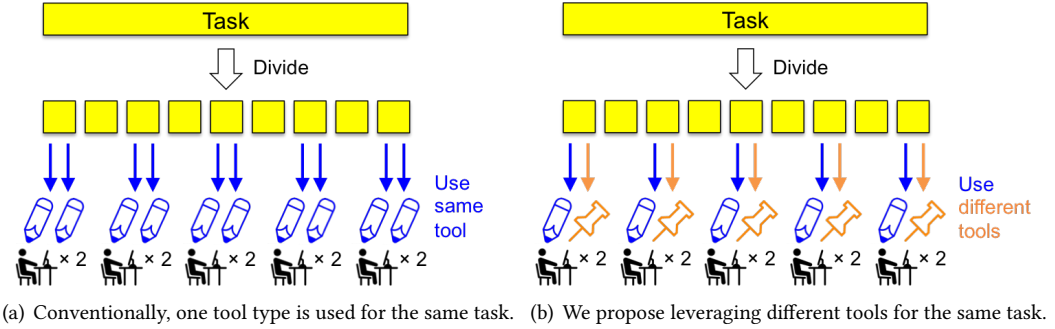 Task
Divide
Use
same
tool
× 2 × 2 × 2 × 2 × 2
(a) Conventionally, one tool type is used for the same task.
Task
Divide
Use
different
tools
× 2 × 2 × 2 × 2 × 2
(b) We propose leveraging different tools for the same task.